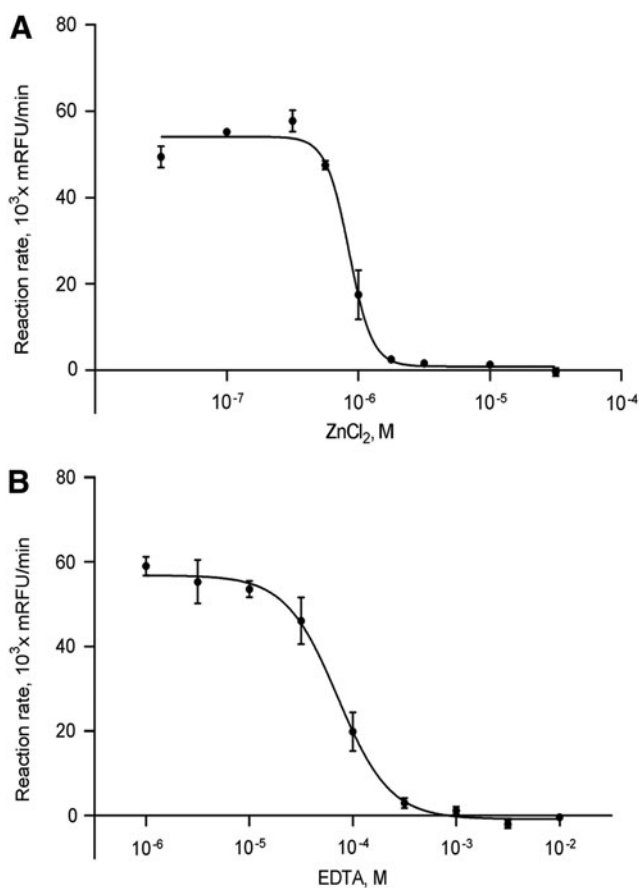 A
80
60
40
20
0
Reaction rate, 10³x mRFU/min
10⁻⁷ 10⁻⁶ 10⁻⁵ 10⁻⁴
ZnCl₂, M
B
80
60
40
20
0
Reaction rate, 10³x mRFU/min
10⁻⁶ 10⁻⁵ 10⁻⁴ 10⁻³ 10⁻²
EDTA, M